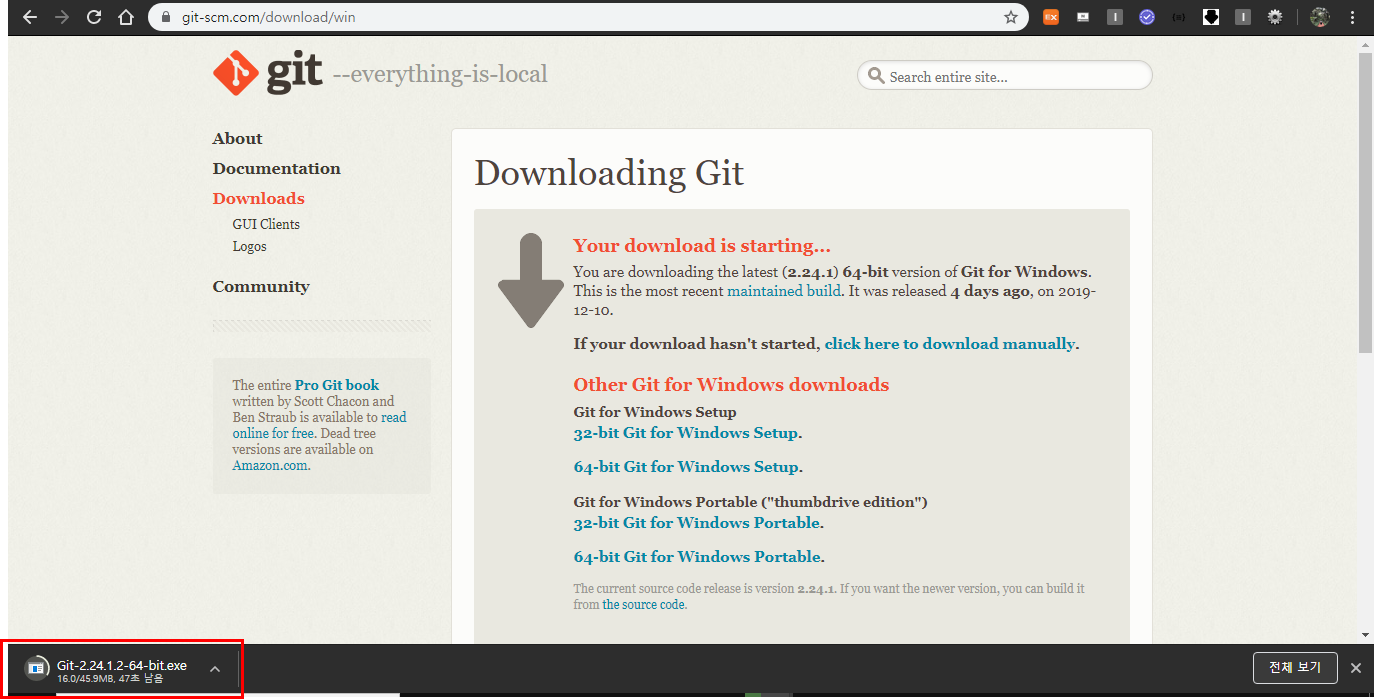 git-scm.com/download/win
git --everything-is-local
Search entire site...
About
Documentation
Downloads
GUI Clients
Logos
Community
The entire Pro Git book
written by Scott Chacon and
Ben Straub is available to read
online for free. Dead tree
versions are available on
Amazon.com.
Downloading Git
Your download is starting...
You are downloading the latest (2.24.1) 64-bit version of Git for Windows.
This is the most recent maintained build. It was released 4 days ago, on 2019-
12-10.
If your download hasn't started, click here to download manually.
Other Git for Windows downloads
Git for Windows Setup
32-bit Git for Windows Setup.
64-bit Git for Windows Setup.
Git for Windows Portable ("thumbdrive edition")
32-bit Git for Windows Portable.
64-bit Git for Windows Portable.
The current source code release is version 2.24.1. If you want the newer version, you can build it
from the source code.
Git-2.24.1.2-64-bit.exe
16.0/45.9MB, 47초 남음
전체 보기